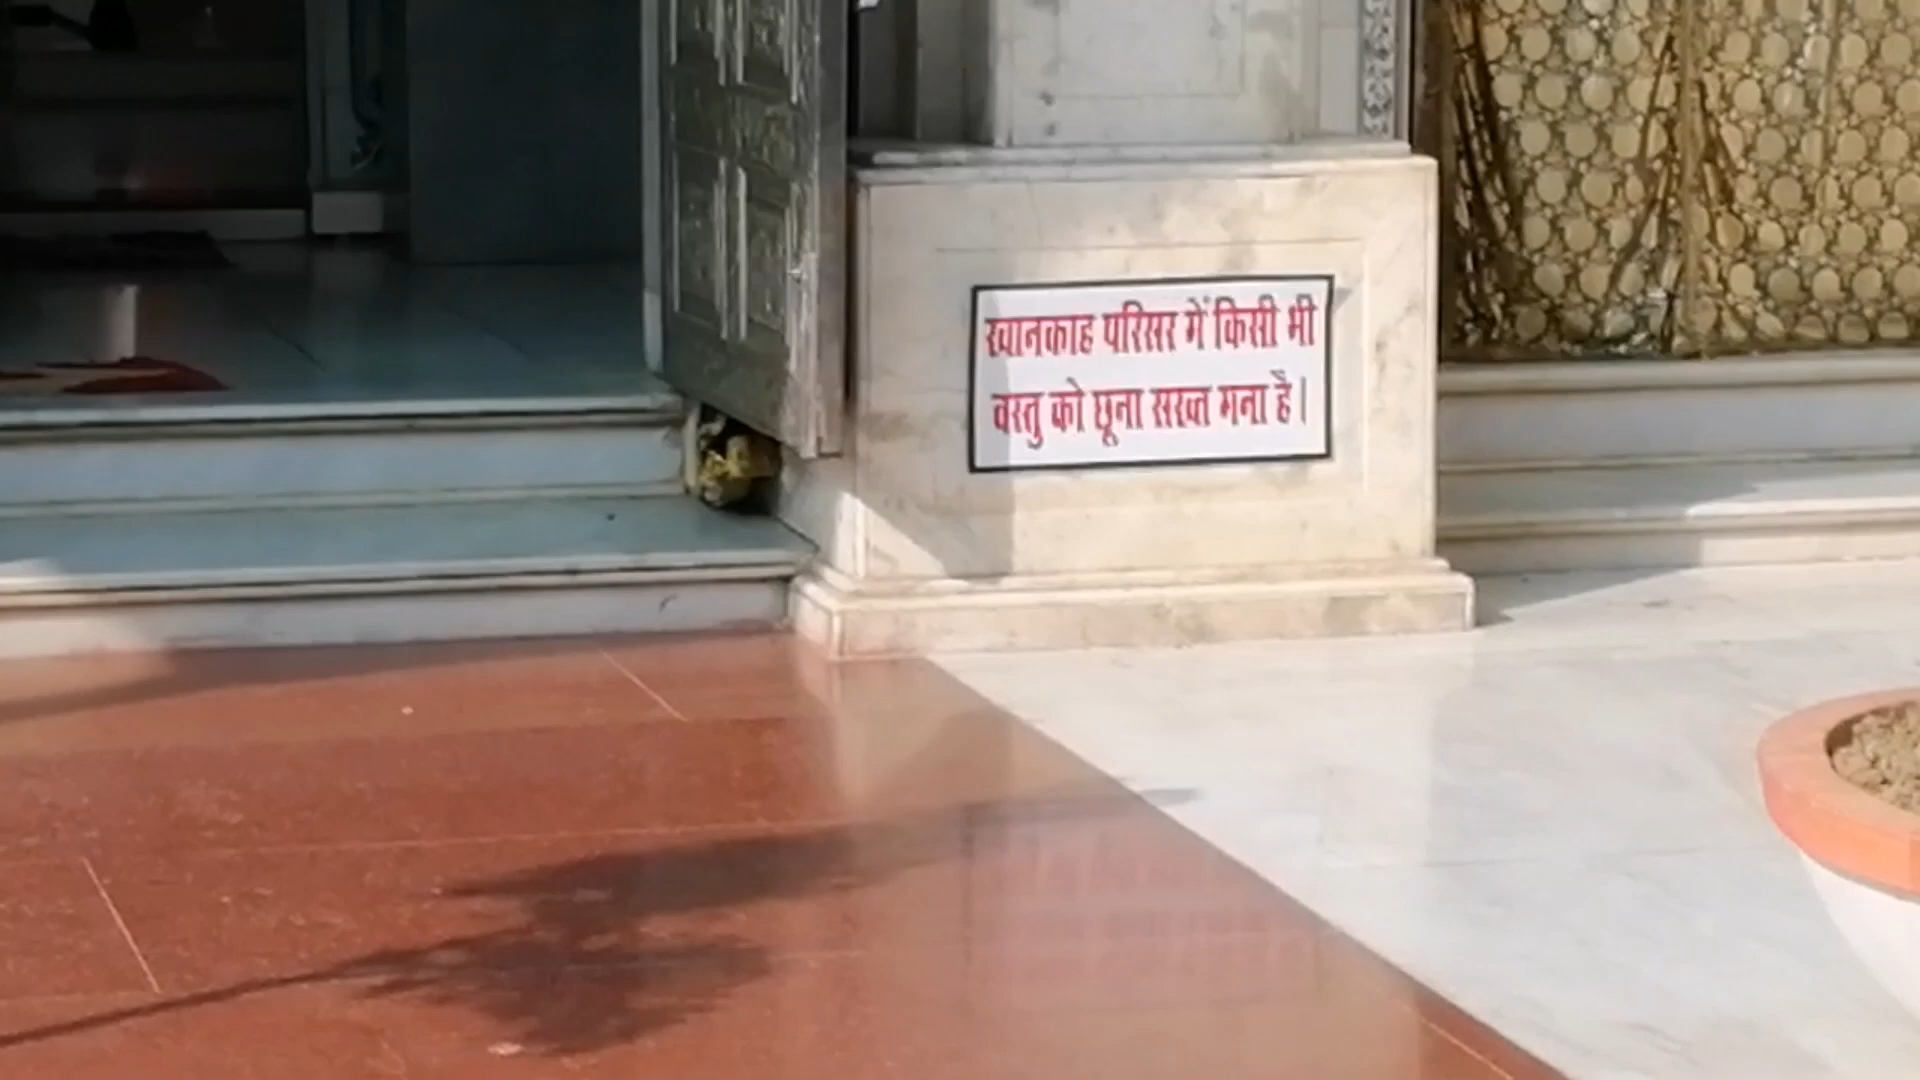 खानकाह परिसर में किसी भी
वस्तु को छूना सख्त मना है।